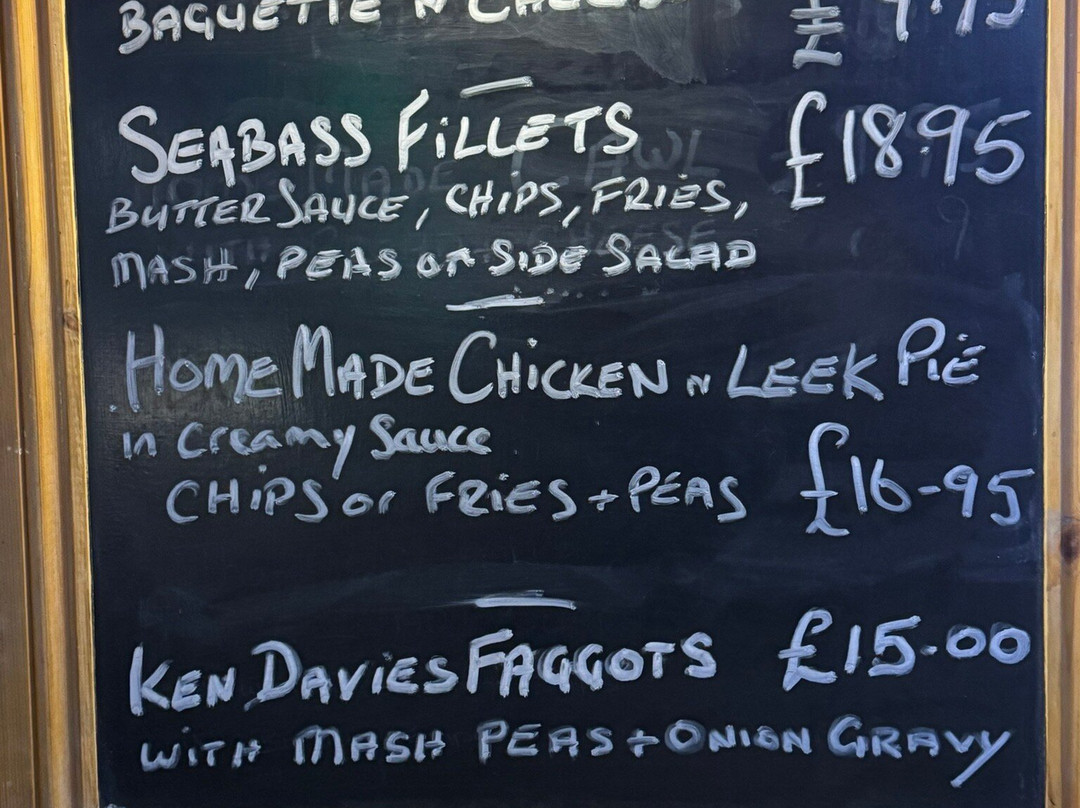 BAGUETTE N
SEABASS FiLLETS £18.95
BUTTER SAUCE, CHiPS, FRiES,
MASH, PEAS or SiDE SALAD
HOME MADE CHiCKEN N LEEK PiE
in Creamy Sauce
CHiPS or FRiES + PEAS £16-95
KEN DAViES FAGGOTS £15.00
WiTH MASH PEAS + ONiON GRAVY